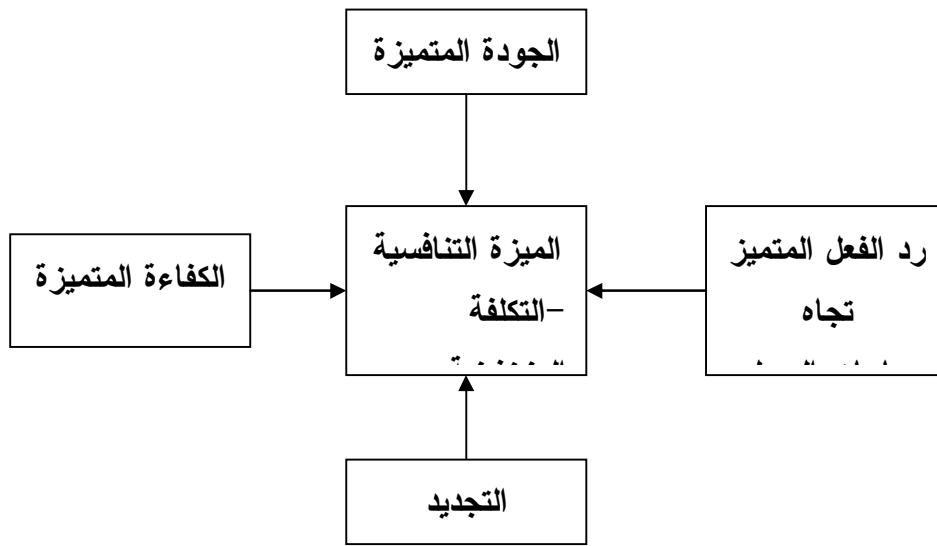 الجودة المتميزة
الميزة التنافسية
–التكلفة
رد الفعل المتميز
تجاه
الكفاءة المتميزة
التجديد